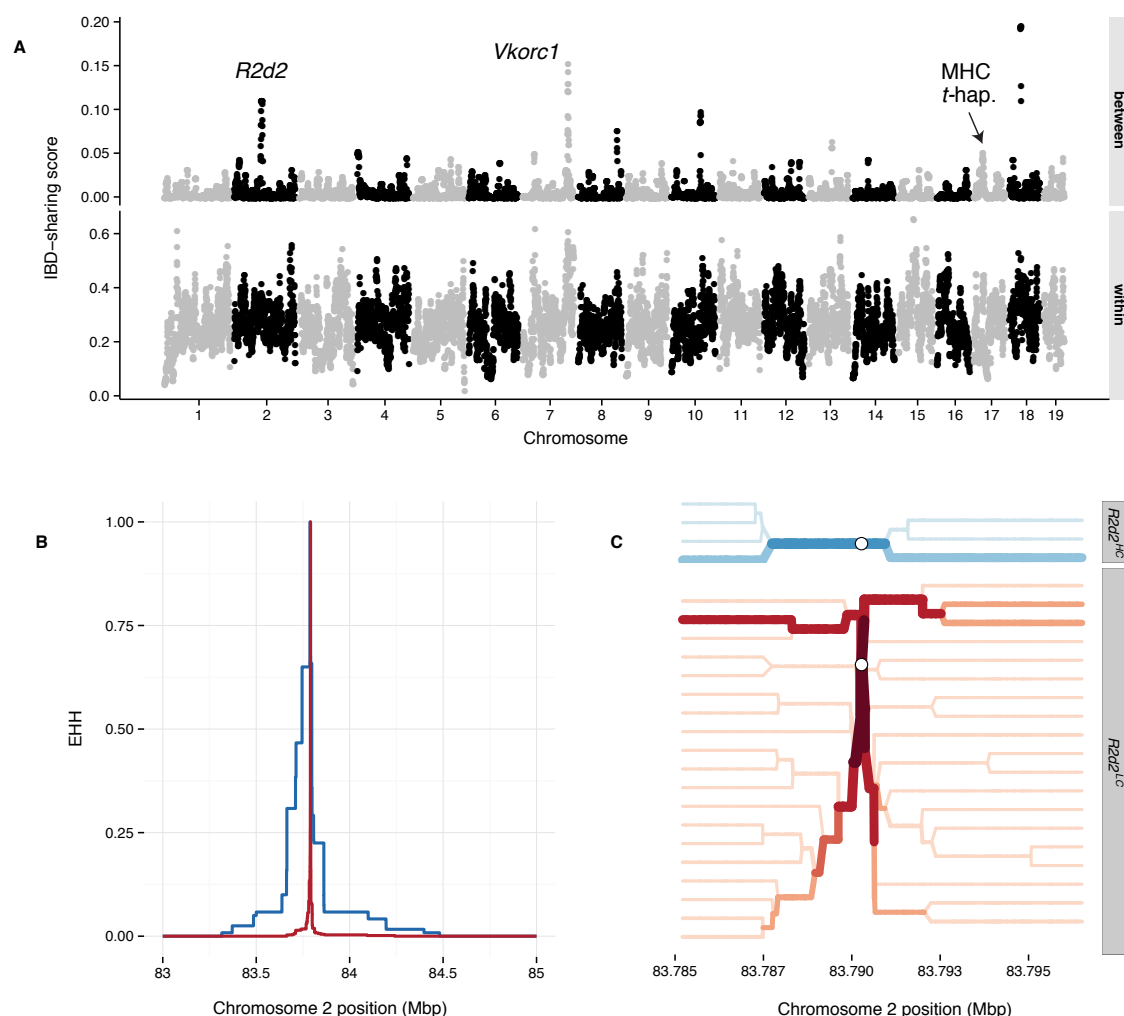 A
0.20
0.15
0.10
0.05
0.00
R2d2
Vkorc1
MHC
t-hap.
between
0.6
0.4
0.2
0.0
within
IBD−sharing score
1 2 3 4 5 6 7 8 9 10 11 12 13 14 15 16 17 18 19
Chromosome
B
1.00
0.75
0.50
0.25
0.00
EHH
83 83.5 84 84.5 85
Chromosome 2 position (Mbp)
C
R2d2HC
R2d2LC
83.785 83.787 83.790 83.793 83.795
Chromosome 2 position (Mbp)